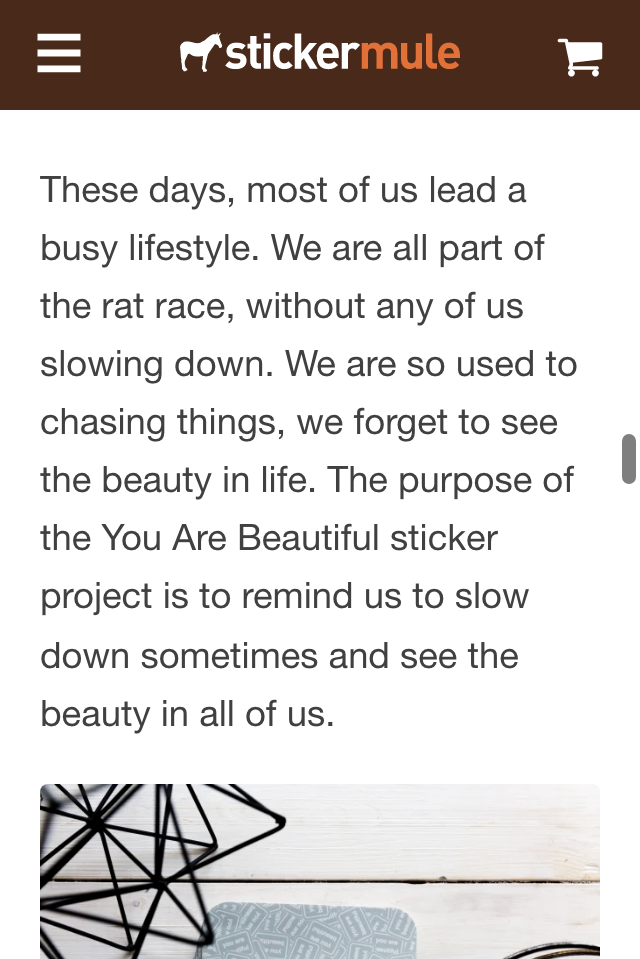 stickermule
These days, most of us lead a
busy lifestyle. We are all part of
the rat race, without any of us
slowing down. We are so used to
chasing things, we forget to see
the beauty in life. The purpose of
the You Are Beautiful sticker
project is to remind us to slow
down sometimes and see the
beauty in all of us.